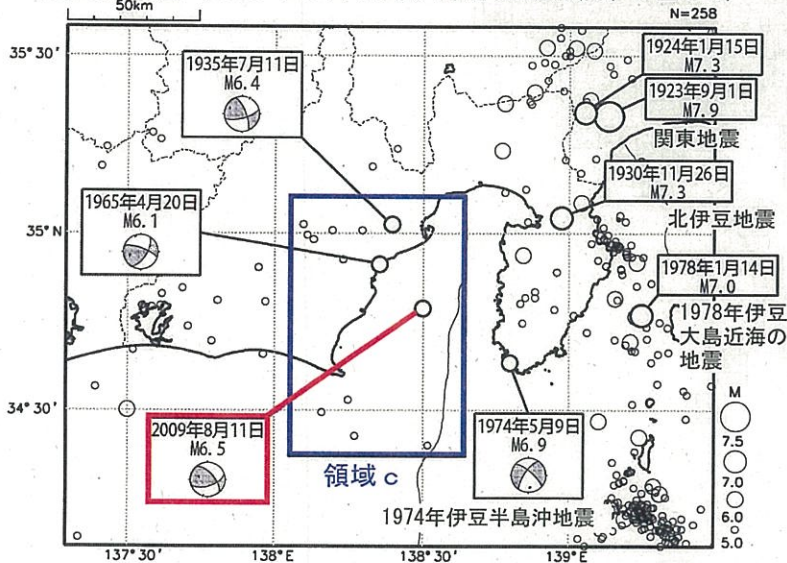 50km
N=258
35°30'
1924年1月15日
M7.3
1935年7月11日
M6.4
1923年9月1日
M7.9
関東地震
1930年11月26日
M7.3
1965年4月20日
M6.1
35°N
北伊豆地震
1978年1月14日
M7.0
1978年伊豆
大島近海の
地震
34°30'
2009年8月11日
M6.5
1974年5月9日
M6.9
領域 c
1974年伊豆半島沖地震
M
7.5
7.0
6.0
5.0
137°30'
138°E
138°30'
139°E